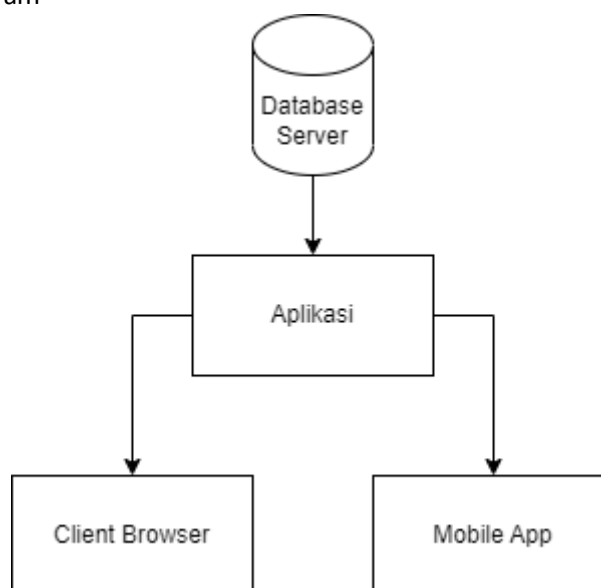 am
Database
Server
Aplikasi
Client Browser
Mobile App